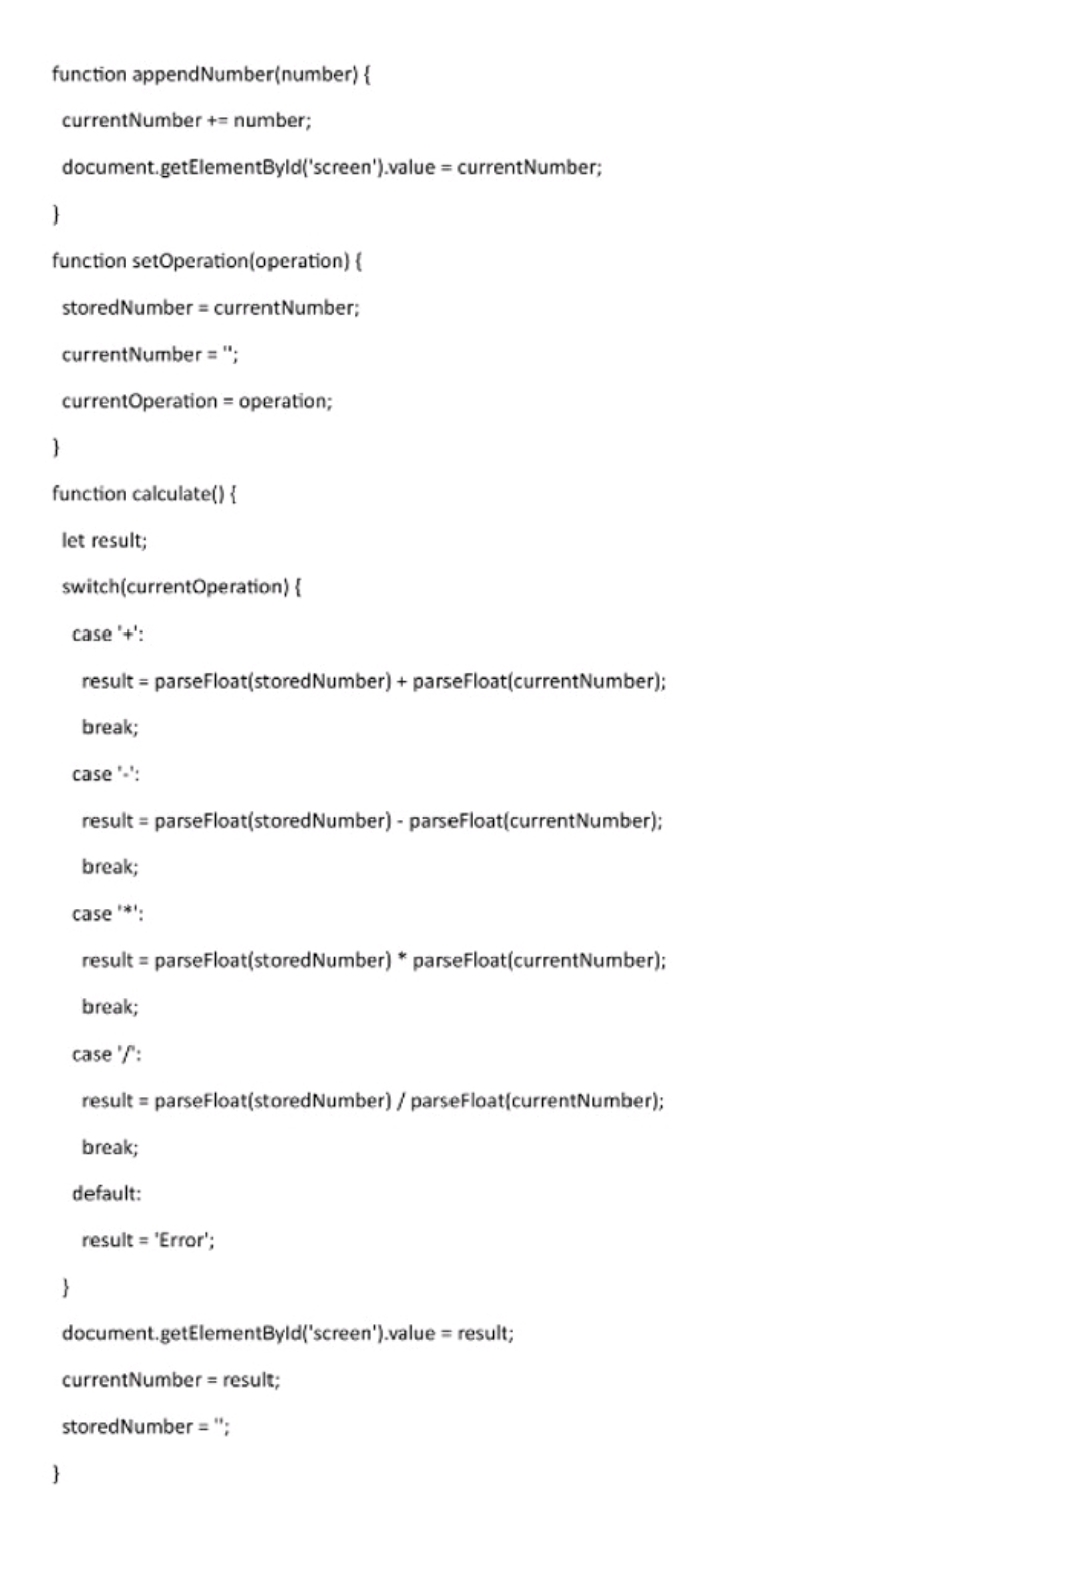 function appendNumber(number) {
currentNumber += number;
document.getElementById('screen').value = currentNumber;
}
function setOperation(operation) {
storedNumber = currentNumber;
currentNumber = '';
currentOperation = operation;
}
function calculate() {
let result;
switch(currentOperation) {
case '+':
result = parseFloat(storedNumber) + parseFloat(currentNumber);
break;
case '-':
result = parseFloat(storedNumber) - parseFloat(currentNumber);
break;
case '*':
result = parseFloat(storedNumber) * parseFloat(currentNumber);
break;
case '/':
result = parseFloat(storedNumber) / parseFloat(currentNumber);
break;
default:
result = 'Error';
}
document.getElementById('screen').value = result;
currentNumber = result;
storedNumber = '';
}